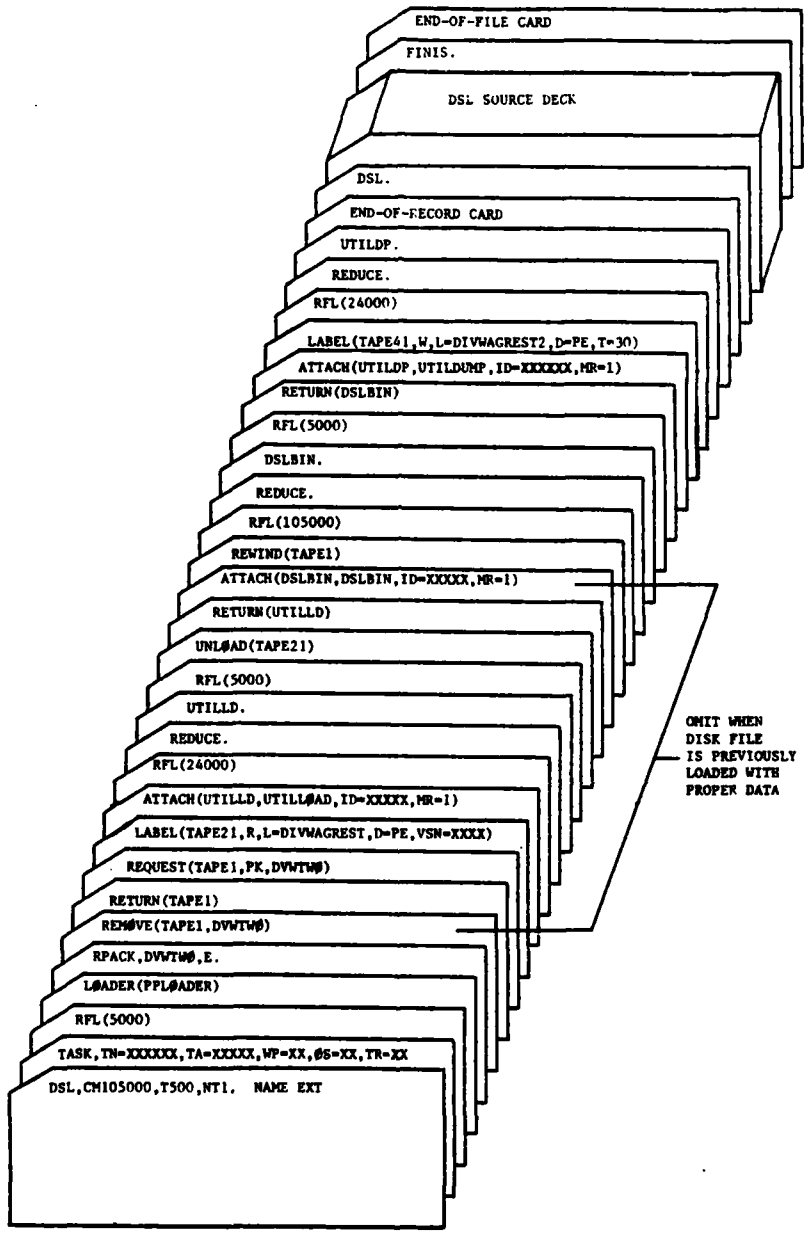 END-OF-FILE CARD
FINIS.
DSL SOURCE DECK
DSL.
END-OF-RECORD CARD
UTILDP.
REDUCE.
RFL(24000)
LABEL(TAPE41,W,L=DIVWAGREST2,D=PE,T=30)
ATTACH(UTILDP,UTILDUMP,ID=XXXXXX,MR=1)
RETURN(DSLBIN)
RFL(5000)
DSLBIN.
REDUCE.
RFL(105000)
REWIND(TAPE1)
ATTACH(DSLBIN,DSLBIN,ID=XXXXX,MR=1)
RETURN(UTILLD)
UNLØAD(TAPE21)
RFL(5000)
UTILLD.
REDUCE.
RFL(24000)
ATTACH(UTILLD,UTILLØAD,ID=XXXXX,MR=1)
LABEL(TAPE21,R,L=DIVWAGREST,D=PE,VSN=XXXX)
REQUEST(TAPE1,PK,DVWTWØ)
RETURN(TAPE1)
REMØVE(TAPE1,DVWTWØ)
RPACK,DVWTWØ,E.
LØADER(PPLØADER)
RFL(5000)
TASK,TN=XXXXXX,TA=XXXXX,WP=XX,ØS=XX,TR=XX
DSL,CM105000,T500,NT1. NAME EXT
OMIT WHEN
DISK FILE
IS PREVIOUSLY
LOADED WITH
PROPER DATA